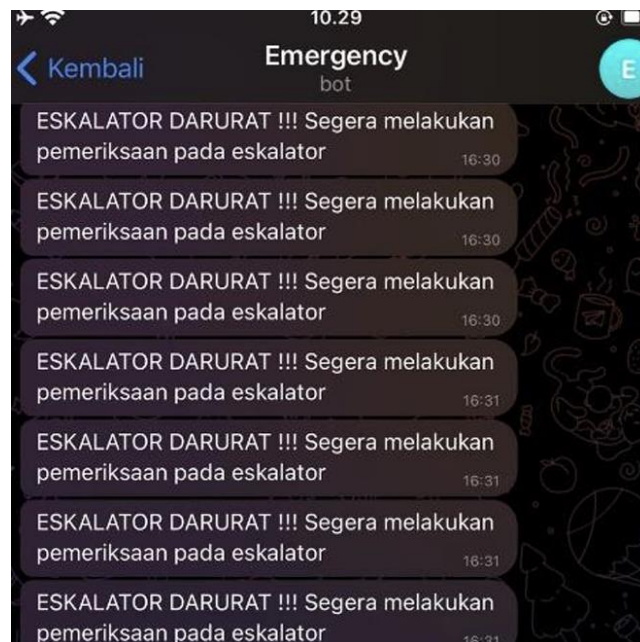 10.29
Kembali
Emergency
bot
E
ESKALATOR DARURAT !!! Segera melakukan
pemeriksaan pada eskalator
16:30
ESKALATOR DARURAT !!! Segera melakukan
pemeriksaan pada eskalator
16:30
ESKALATOR DARURAT !!! Segera melakukan
pemeriksaan pada eskalator
16:30
ESKALATOR DARURAT !!! Segera melakukan
pemeriksaan pada eskalator
16:31
ESKALATOR DARURAT !!! Segera melakukan
pemeriksaan pada eskalator
16:31
ESKALATOR DARURAT !!! Segera melakukan
pemeriksaan pada eskalator
16:31
ESKALATOR DARURAT !!! Segera melakukan
pemeriksaan pada eskalator
16:31